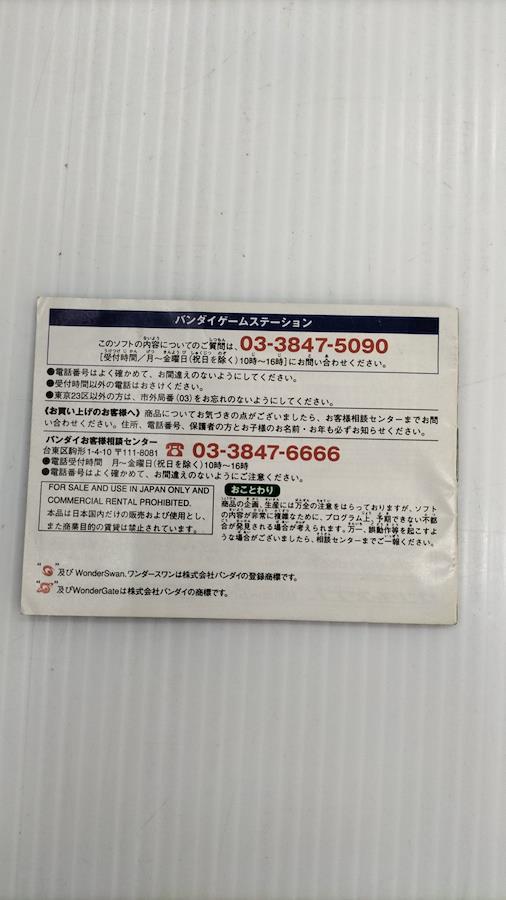 バンダイゲームステーション
このソフトの内容についてのご質問は、03-3847-5090
[受付時間/月〜金曜日(祝日を除く)10時〜16時]にお問い合わせください。
●電話番号はよく確かめて、お間違えのないようにしてください。
●受付時間以外の電話はおさけください。
●東京23区以外の方は、市外局番(03)をお忘れのないようにしてください。
《お買い上げのお客様へ》商品についてお気づきの点がございましたら、お客様相談センターまでお問
い合わせください。住所、電話番号、保護者の方とお子様のお名前・お年も必ずお知らせください。
バンダイお客様相談センター
台東区駒形1-4-10 〒111-8081 ☎ 03-3847-6666
●電話受付時間 月〜金曜日(祝日を除く)10時〜16時
●電話番号はよく確かめて、お間違えのないようにご注意ください。
FOR SALE AND USE IN JAPAN ONLY AND
COMMERCIAL RENTAL PROHIBITED.
本品は日本国内だけの販売および使用とし、
また商業目的の賃貸は禁止されています。
おことわり
商品の企画、生産には万全の注意をはらっておりますが、ソフト
の内容が非常に複雑なために、プログラム上、予期できない不都
合が発見される場合が考えられます。万一、誤動作等を起こすよ
うな場合がございましたら、相談センターまでご一報ください。
及び WonderSwan、ワンダースワンは株式会社バンダイの登録商標です。
及びWonderGateは株式会社バンダイの商標です。